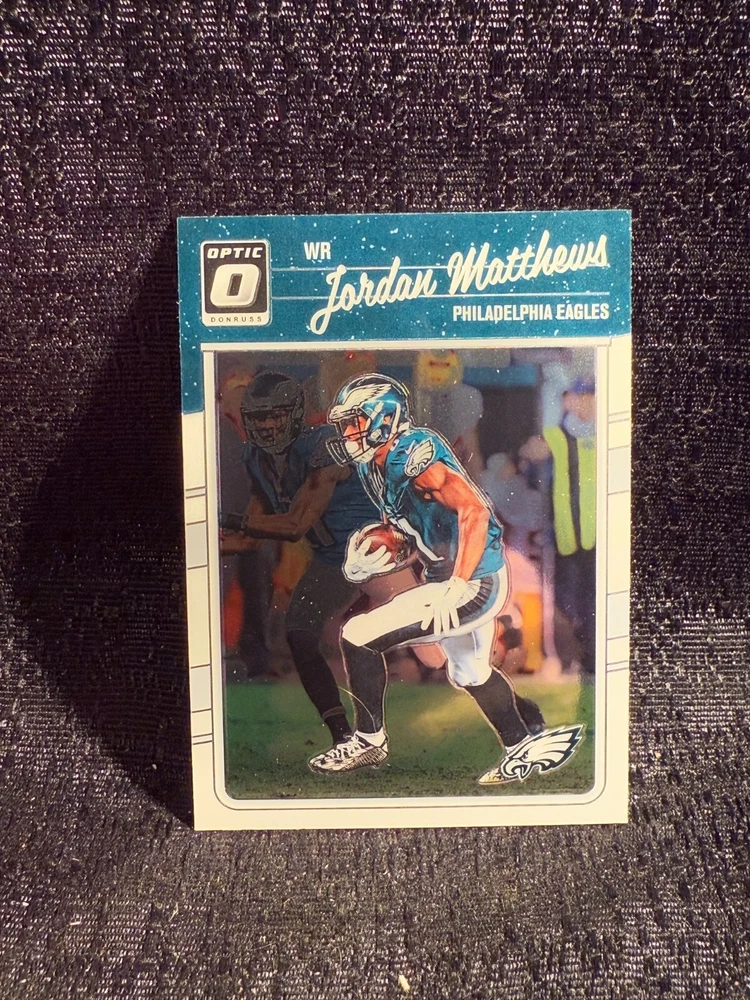 OPTIC
O
DONRUSS
WR
Jordan Matthews
PHILADELPHIA EAGLES